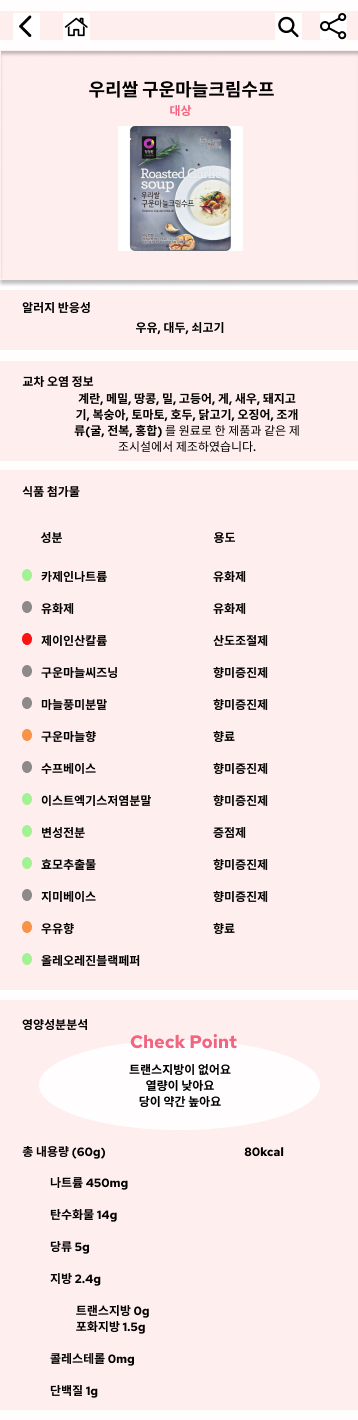 우리쌀 구운마늘크림수프
대상
청정원
Roasted Garlic
soup
우리쌀
구운마늘크림수프
알러지 반응성
우유, 대두, 쇠고기
교차 오염 정보
계란, 메밀, 땅콩, 밀, 고등어, 게, 새우, 돼지고
기, 복숭아, 토마토, 호두, 닭고기, 오징어, 조개
류(굴, 전복, 홍합) 를 원료로 한 제품과 같은 제
조시설에서 제조하였습니다.
식품 첨가물
성분 용도
카제인나트륨 유화제
유화제 유화제
제이인산칼륨 산도조절제
구운마늘씨즈닝 향미증진제
마늘풍미분말 향미증진제
구운마늘향 향료
수프베이스 향미증진제
이스트엑기스저염분말 향미증진제
변성전분 증점제
효모추출물 향미증진제
지미베이스 향미증진제
우유향 향료
올레오레진블랙페퍼
영양성분분석
Check Point
트랜스지방이 없어요
열량이 낮아요
당이 약간 높아요
총 내용량 (60g) 80kcal
나트륨 450mg
탄수화물 14g
당류 5g
지방 2.4g
트랜스지방 0g
포화지방 1.5g
콜레스테롤 0mg
단백질 1g